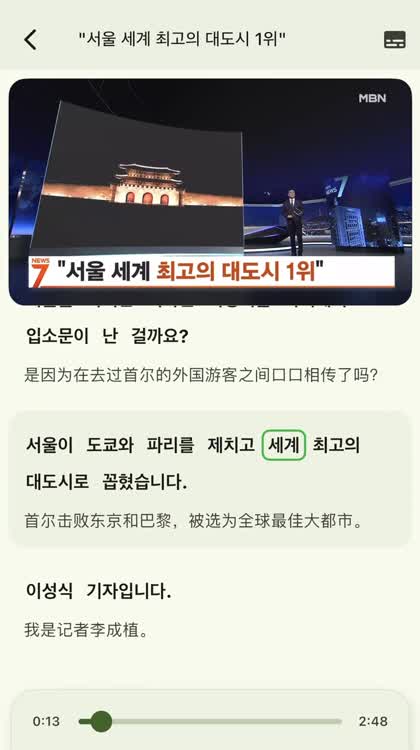 "서울 세계 최고의 대도시 1위"
MBN
NEWS
7
"서울 세계 최고의 대도시 1위"
입소문이 난 걸까요?
是因为在去过首尔的外国游客之间口口相传了吗?
서울이 도쿄와 파리를 제치고 세계 최고의
대도시로 꼽혔습니다.
首尔击败东京和巴黎，被选为全球最佳大都市。
이성식 기자입니다.
我是记者李成植。
0:13
2:48